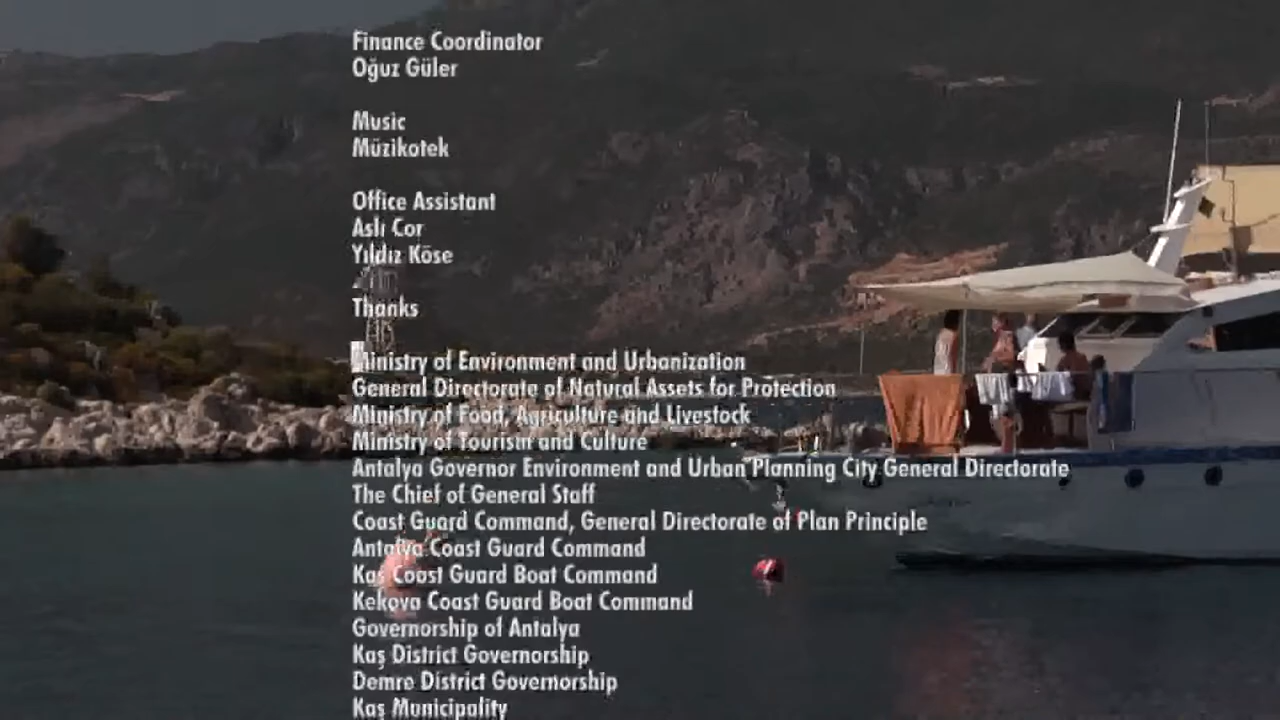 Finance Coordinator
Oğuz Güler
Music
Müzikotek
Office Assistant
Aslı Cor
Yıldız Köse
Thanks
Ministry of Environment and Urbanization
General Directorate of Natural Assets for Protection
Ministry of Food, Agriculture and Livestock
Ministry of Tourism and Culture
Antalya Governor Environment and Urban Planning City General Directorate
The Chief of General Staff
Coast Guard Command, General Directorate of Plan Principle
Antalya Coast Guard Command
Kaş Coast Guard Boat Command
Kekova Coast Guard Boat Command
Governorship of Antalya
Kaş District Governorship
Demre District Governorship
Kaş Municipality